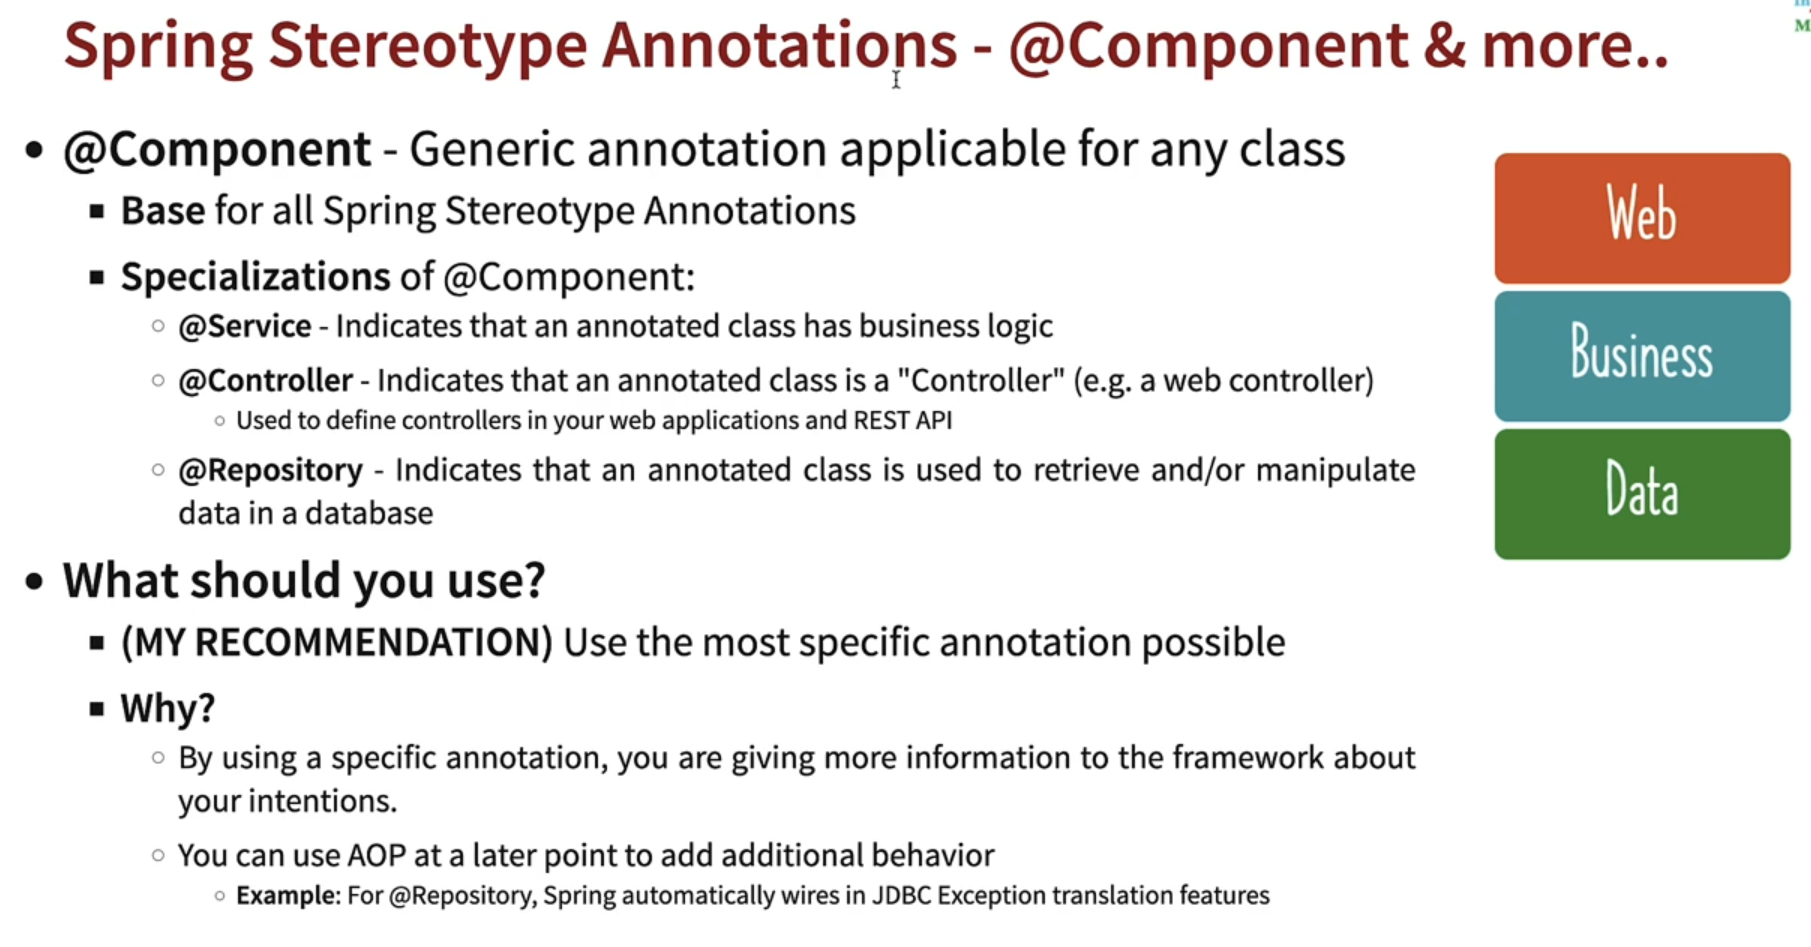 Spring Stereotype Annotations - @Component & more..
• @Component - Generic annotation applicable for any class
▪ Base for all Spring Stereotype Annotations
▪ Specializations of @Component:
○ @Service - Indicates that an annotated class has business logic
○ @Controller - Indicates that an annotated class is a "Controller" (e.g. a web controller)
○ Used to define controllers in your web applications and REST API
○ @Repository - Indicates that an annotated class is used to retrieve and/or manipulate
data in a database
• What should you use?
▪ (MY RECOMMENDATION) Use the most specific annotation possible
▪ Why?
○ By using a specific annotation, you are giving more information to the framework about
your intentions.
○ You can use AOP at a later point to add additional behavior
○ Example: For @Repository, Spring automatically wires in JDBC Exception translation features
Web
Business
Data